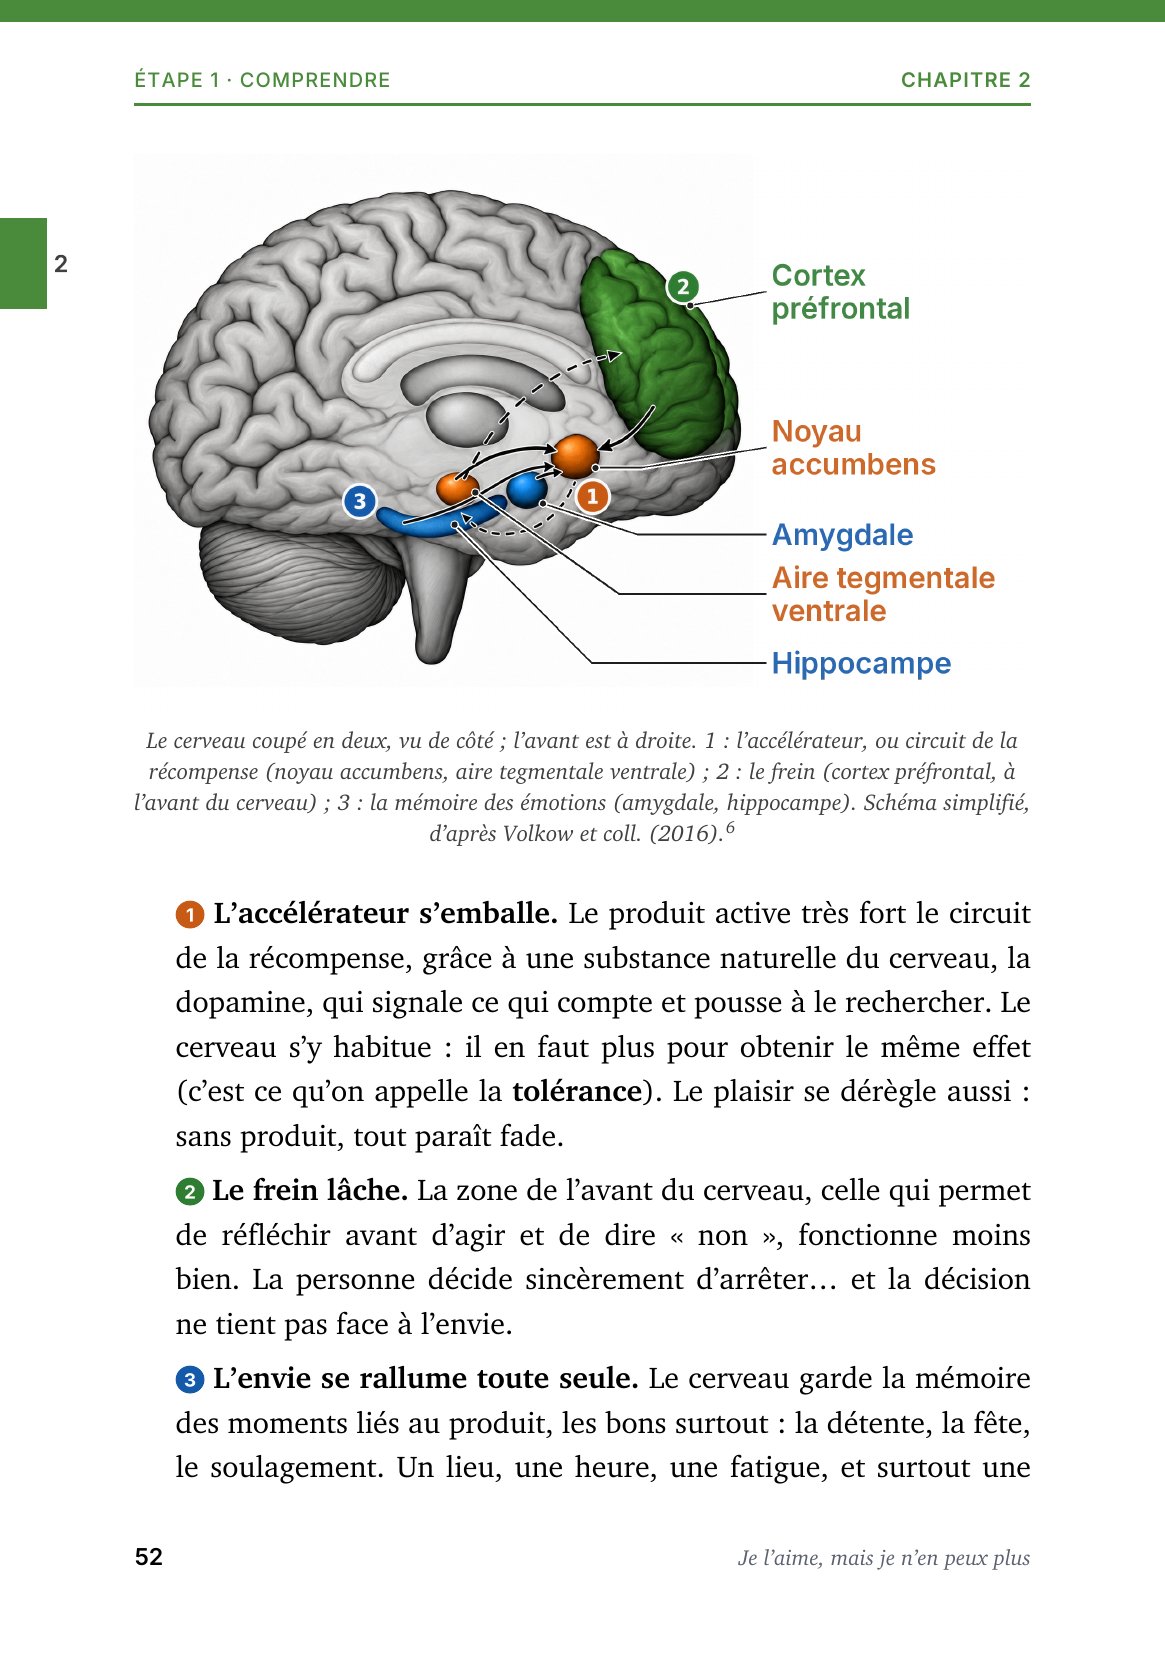 ÉTAPE 1 · COMPRENDRE
CHAPITRE 2
2
2
Cortex
préfrontal
Noyau
accumbens
3
1
Amygdale
Aire tegmentale
ventrale
Hippocampe
Le cerveau coupé en deux, vu de côté ; l’avant est à droite. 1 : l’accélérateur, ou circuit de la
récompense (noyau accumbens, aire tegmentale ventrale) ; 2 : le frein (cortex préfrontal, à
l’avant du cerveau) ; 3 : la mémoire des émotions (amygdale, hippocampe). Schéma simplifié,
d’après Volkow et coll. (2016).⁶
1 L’accélérateur s’emballe. Le produit active très fort le circuit
de la récompense, grâce à une substance naturelle du cerveau, la
dopamine, qui signale ce qui compte et pousse à le rechercher. Le
cerveau s’y habitue : il en faut plus pour obtenir le même effet
(c’est ce qu’on appelle la tolérance). Le plaisir se dérègle aussi :
sans produit, tout paraît fade.
2 Le frein lâche. La zone de l’avant du cerveau, celle qui permet
de réfléchir avant d’agir et de dire « non », fonctionne moins
bien. La personne décide sincèrement d’arrêter… et la décision
ne tient pas face à l’envie.
3 L’envie se rallume toute seule. Le cerveau garde la mémoire
des moments liés au produit, les bons surtout : la détente, la fête,
le soulagement. Un lieu, une heure, une fatigue, et surtout une
52
Je l’aime, mais je n’en peux plus